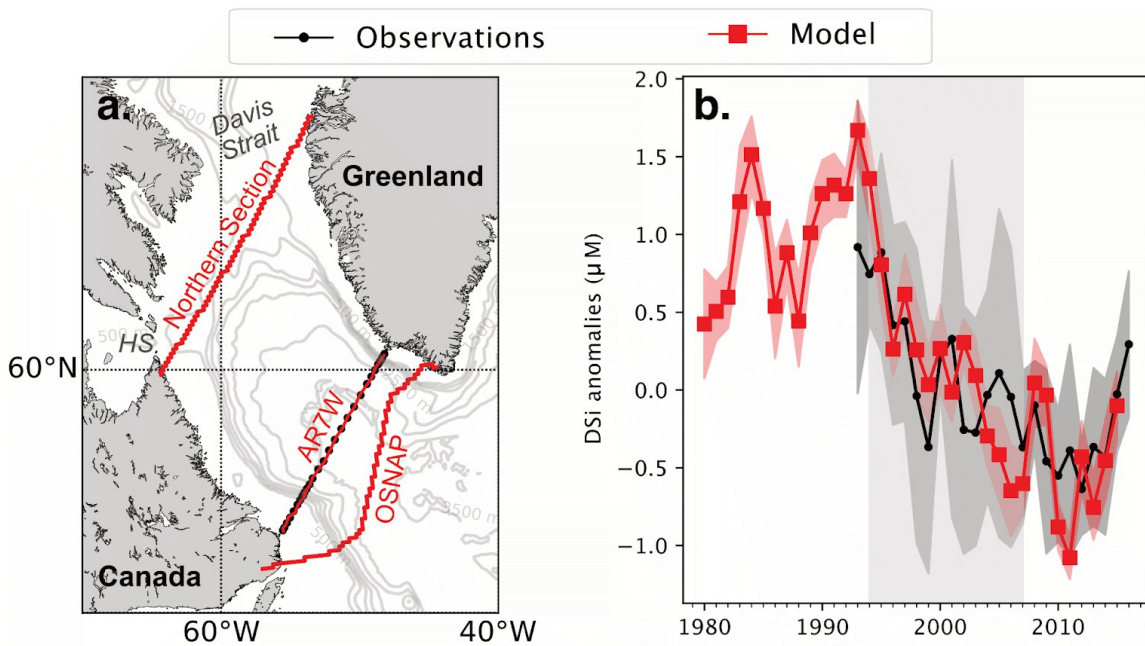 Observations
Model
a.
1500
Davis
Strait
Greenland
Northern Section
500 m
HS
60°N
AR7W
OSNAP
3500 m
Canada
60°W
40°W
b.
DSi anomalies (μM)
2.0
1.5
1.0
0.5
0.0
−0.5
−1.0
1980
1990
2000
2010